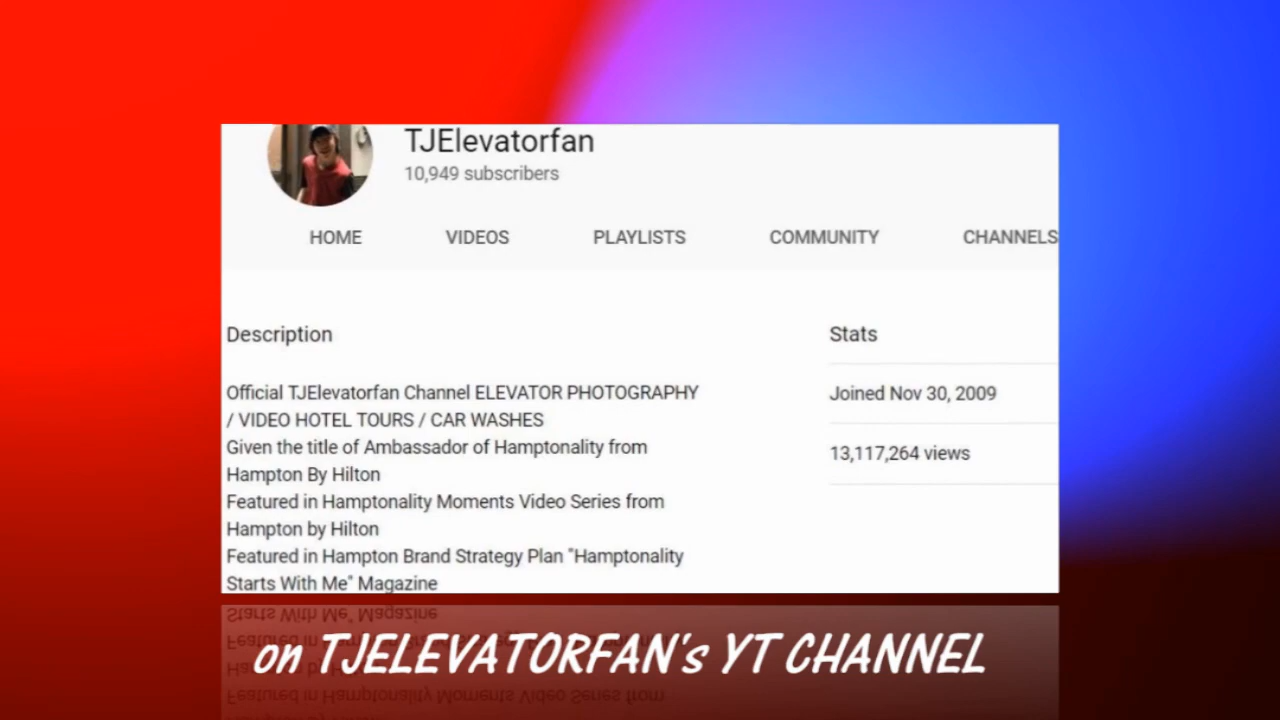 TJElevatorfan
10,949 subscribers
HOME VIDEOS PLAYLISTS COMMUNITY CHANNELS
Description
Official TJElevatorfan Channel ELEVATOR PHOTOGRAPHY
/ VIDEO HOTEL TOURS / CAR WASHES
Given the title of Ambassador of Hamptonality from
Hampton By Hilton
Featured in Hamptonality Moments Video Series from
Hampton by Hilton
Featured in Hampton Brand Strategy Plan "Hamptonality
Starts With Me" Magazine
Stats
Joined Nov 30, 2009
13,117,264 views
on TJELEVATORFAN's YT CHANNEL